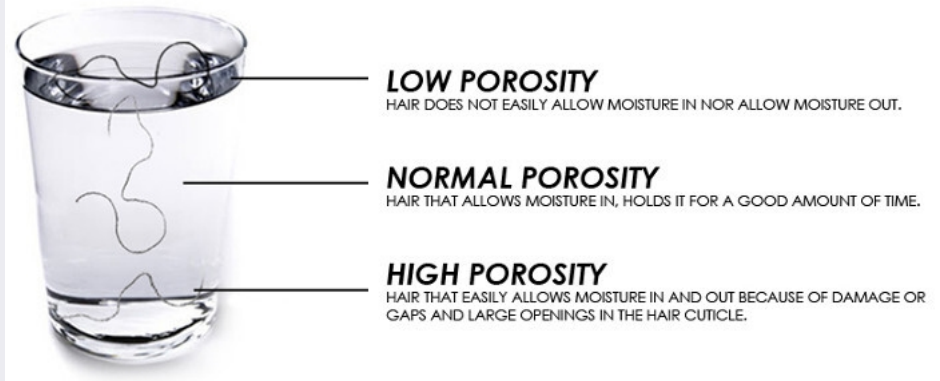 LOW POROSITY
HAIR DOES NOT EASILY ALLOW MOISTURE IN NOR ALLOW MOISTURE OUT.
NORMAL POROSITY
HAIR THAT ALLOWS MOISTURE IN, HOLDS IT FOR A GOOD AMOUNT OF TIME.
HIGH POROSITY
HAIR THAT EASILY ALLOWS MOISTURE IN AND OUT BECAUSE OF DAMAGE OR
GAPS AND LARGE OPENINGS IN THE HAIR CUTICLE.